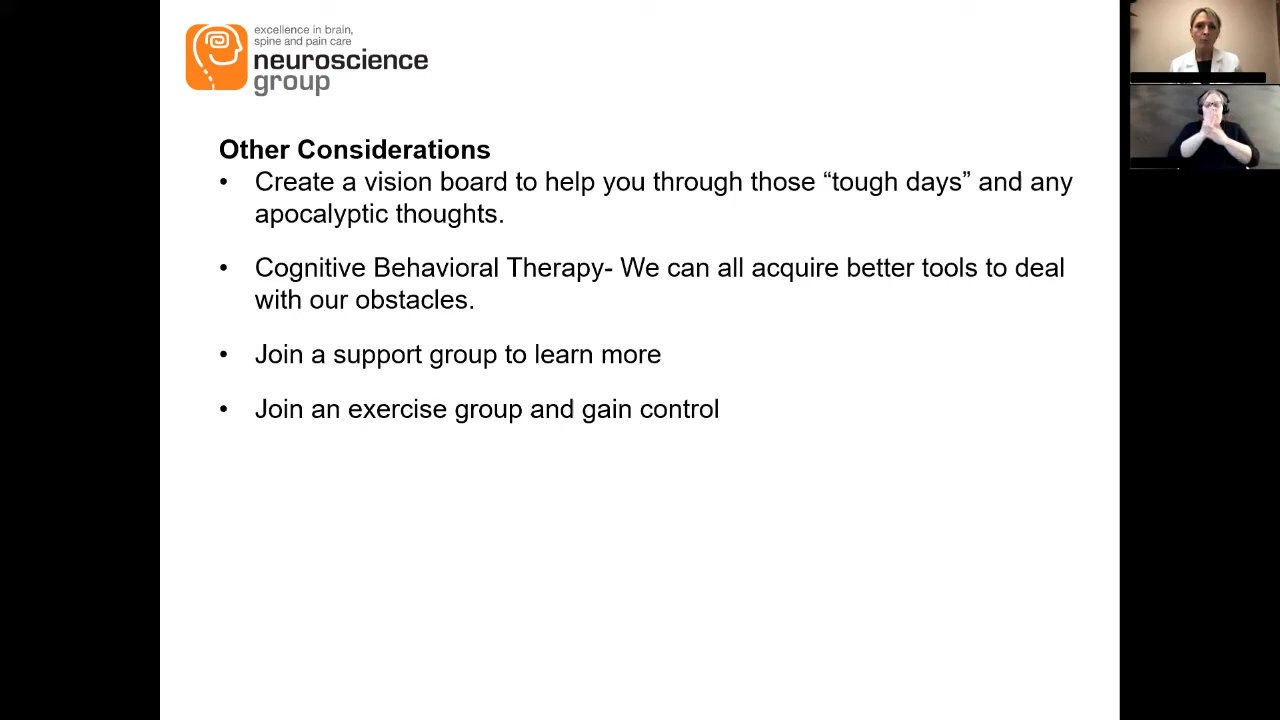 excellence in brain,
spine and pain care
neuroscience
group
Other Considerations
• Create a vision board to help you through those “tough days” and any
apocalyptic thoughts.
• Cognitive Behavioral Therapy- We can all acquire better tools to deal
with our obstacles.
• Join a support group to learn more
• Join an exercise group and gain control